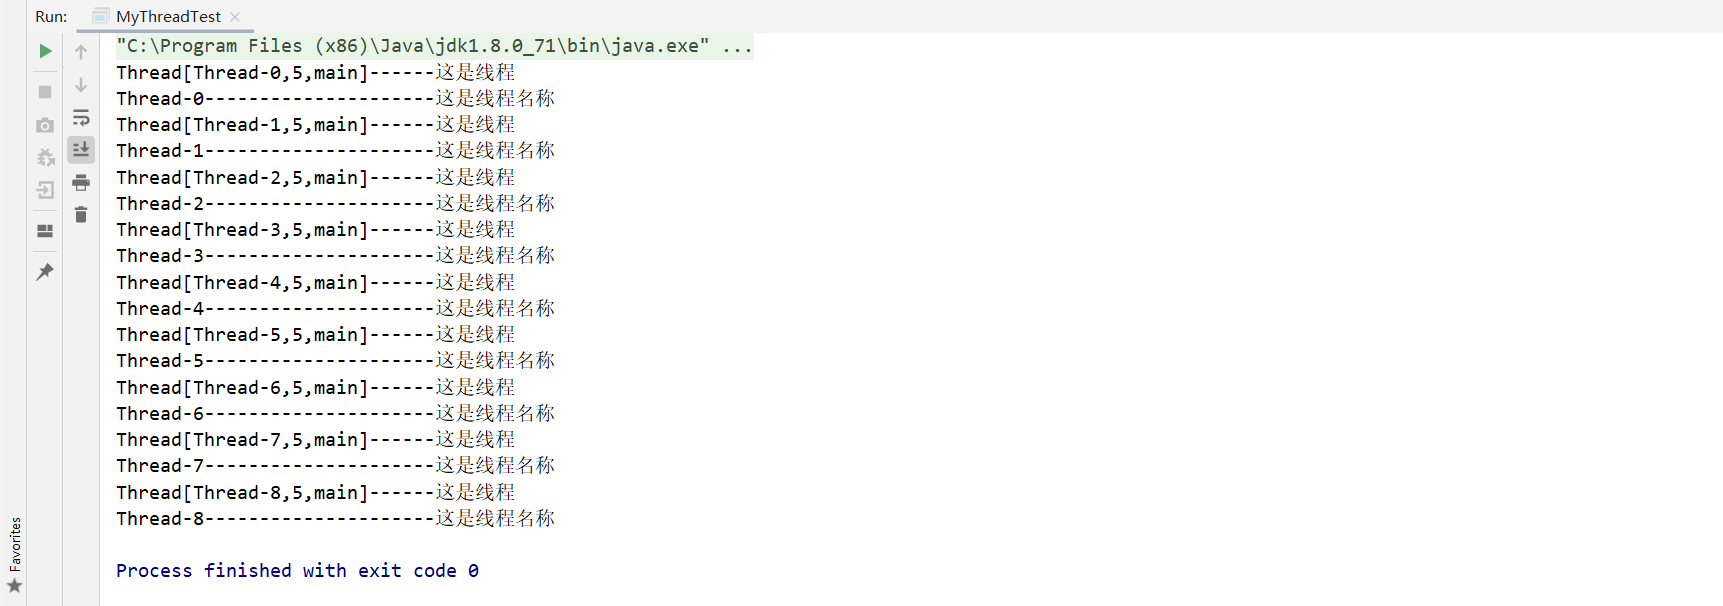 Run: MyThreadTest
"C:\Program Files (x86)\Java\jdk1.8.0_71\bin\java.exe" ...
Thread[Thread-0,5,main]------这是线程
Thread-0---------------------这是线程名称
Thread[Thread-1,5,main]------这是线程
Thread-1---------------------这是线程名称
Thread[Thread-2,5,main]------这是线程
Thread-2---------------------这是线程名称
Thread[Thread-3,5,main]------这是线程
Thread-3---------------------这是线程名称
Thread[Thread-4,5,main]------这是线程
Thread-4---------------------这是线程名称
Thread[Thread-5,5,main]------这是线程
Thread-5---------------------这是线程名称
Thread[Thread-6,5,main]------这是线程
Thread-6---------------------这是线程名称
Thread[Thread-7,5,main]------这是线程
Thread-7---------------------这是线程名称
Thread[Thread-8,5,main]------这是线程
Thread-8---------------------这是线程名称
Process finished with exit code 0
Favorites